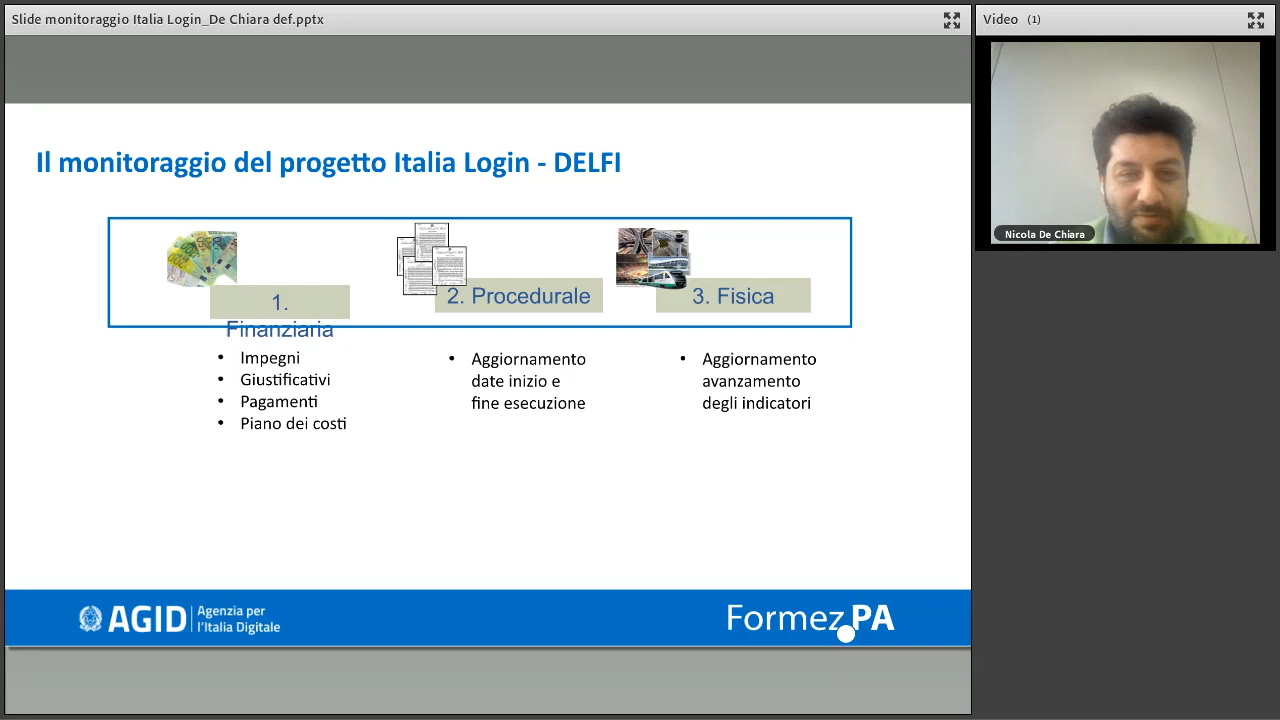 Slide monitoraggio Italia Login_De Chiara def.pptx
Video (1)
Nicola De Chiara
Il monitoraggio del progetto Italia Login - DELFI
1.
Finanziaria
2. Procedurale
3. Fisica
• Impegni
• Giustificativi
• Pagamenti
• Piano dei costi
• Aggiornamento
date inizio e
fine esecuzione
• Aggiornamento
avanzamento
degli indicatori
AGID
Agenzia per
l'Italia Digitale
Formez PA